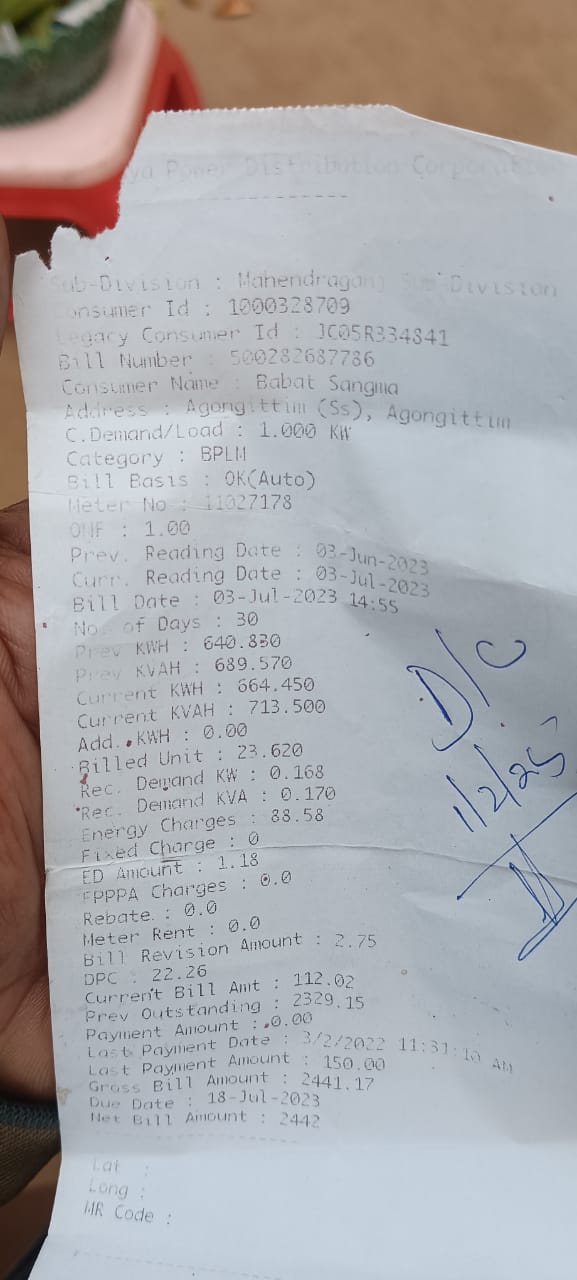 ya Power Distribution Corporation
Sub-Division : Mahendraganj Sub-Division
onsumer Id : 1000328709
Legacy Consumer Id : JC05R334841
Bill Number : 500282687786
Consumer Name : Babat Sangma
Address : Agongittim (Ss), Agongittim
C.Demand/Load : 1.000 KW
Category : BPLM
Bill Basis : OK(Auto)
Meter No : 11027178
OMF : 1.00
Prev. Reading Date : 03-Jun-2023
Curr. Reading Date : 03-Jul-2023
Bill Date : 03-Jul-2023 14:55
No. of Days : 30
Prev KWH : 640.830
Prev KVAH : 689.570
Current KWH : 664.450
Current KVAH : 713.500
Add. KWH : 0.00
Billed Unit : 23.620
Rec. Demand KW : 0.168
Rec. Demand KVA : 0.170
Energy Charges : 88.58
Fixed Charge : 0
ED Amount : 1.18
FPPPA Charges : 0.0
Rebate : 0.0
Meter Rent : 0.0
Bill Revision Amount : 2.75
DPC : 22.26
Current Bill Amt : 112.02
Prev Outstanding : 2329.15
Payment Amount : 0.00
Last Payment Date : 3/2/2022 11:31:10 AM
Last Payment Amount : 150.00
Gross Bill Amount : 2441.17
Due Date : 18-Jul-2023
Net Bill Amount : 2442
Lat :
Long :
MR Code :
D/C
1/2/25